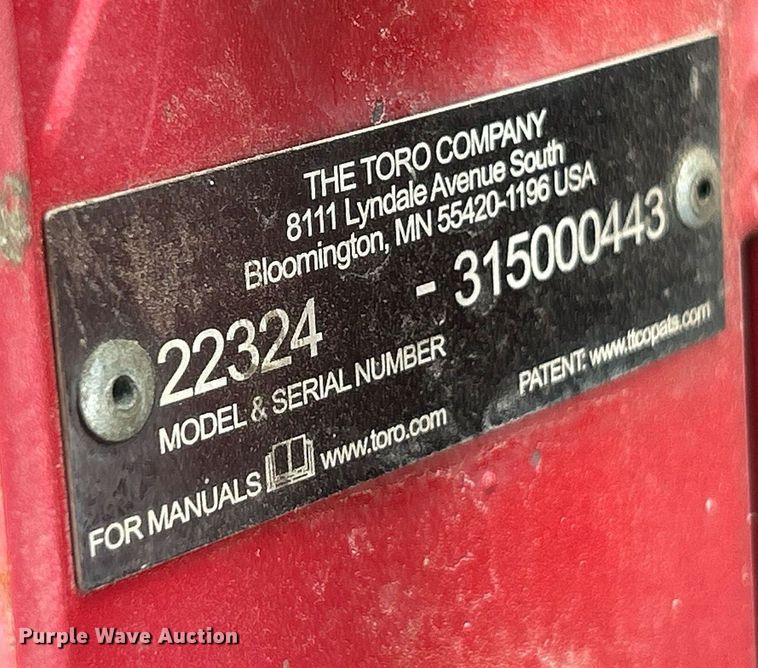 THE TORO COMPANY
8111 Lyndale Avenue South
Bloomington, MN 55420-1196 USA
22324 - 315000443
MODEL & SERIAL NUMBER
PATENT: www.ttcopats.com
FOR MANUALS www.toro.com
Purple Wave Auction